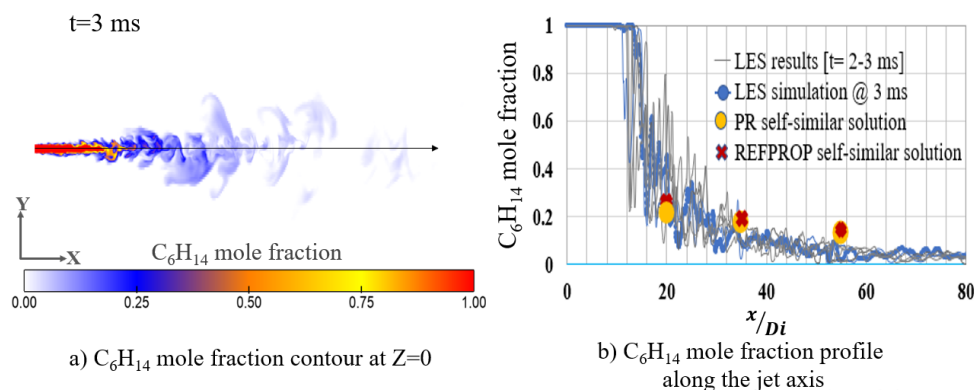 t=3 ms
Y
X
C₆H₁₄ mole fraction
0.00 0.25 0.50 0.75 1.00
a) C₆H₁₄ mole fraction contour at Z=0
C₆H₁₄ mole fraction
1
0.8
0.6
0.4
0.2
1
LES results [t= 2-3 ms]
LES simulation @ 3 ms
PR self-similar solution
REFPROP self-similar solution
0 20 40 60 80
x/Di
b) C₆H₁₄ mole fraction profile
along the jet axis